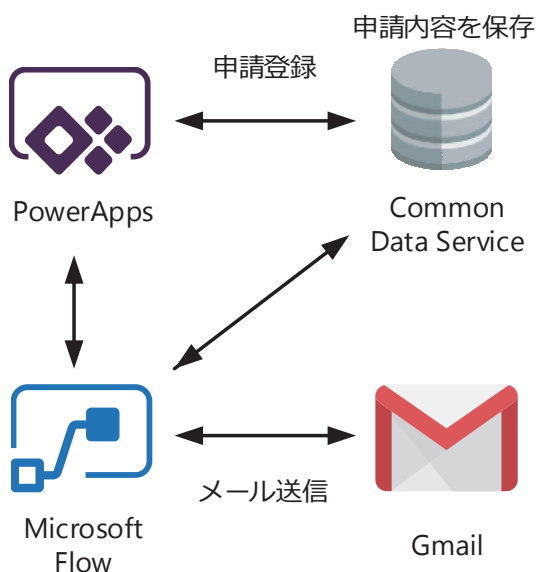 申請内容を保存
申請登録
PowerApps
Common
Data Service
メール送信
Microsoft
Flow
Gmail